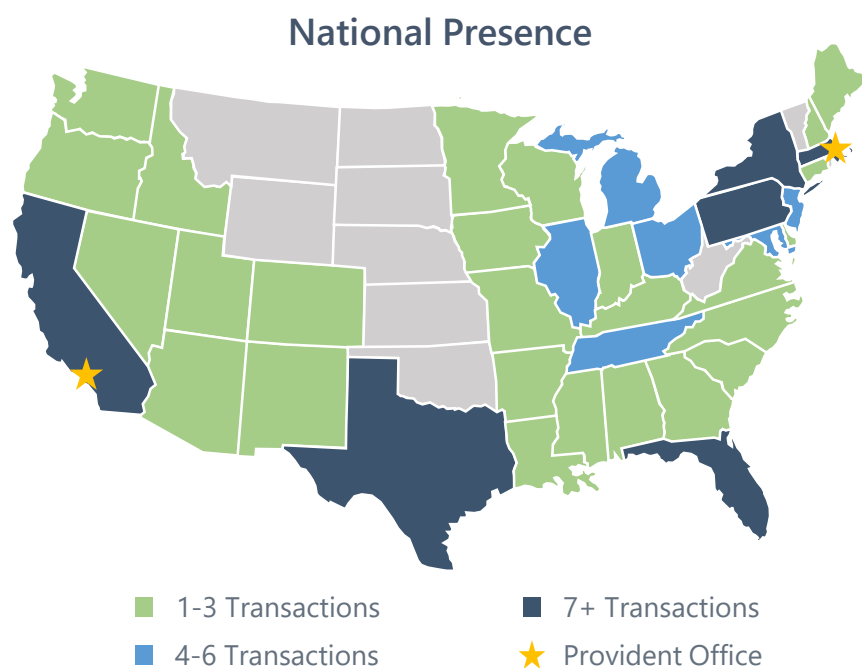 National Presence
1-3 Transactions
7+ Transactions
4-6 Transactions
Provident Office